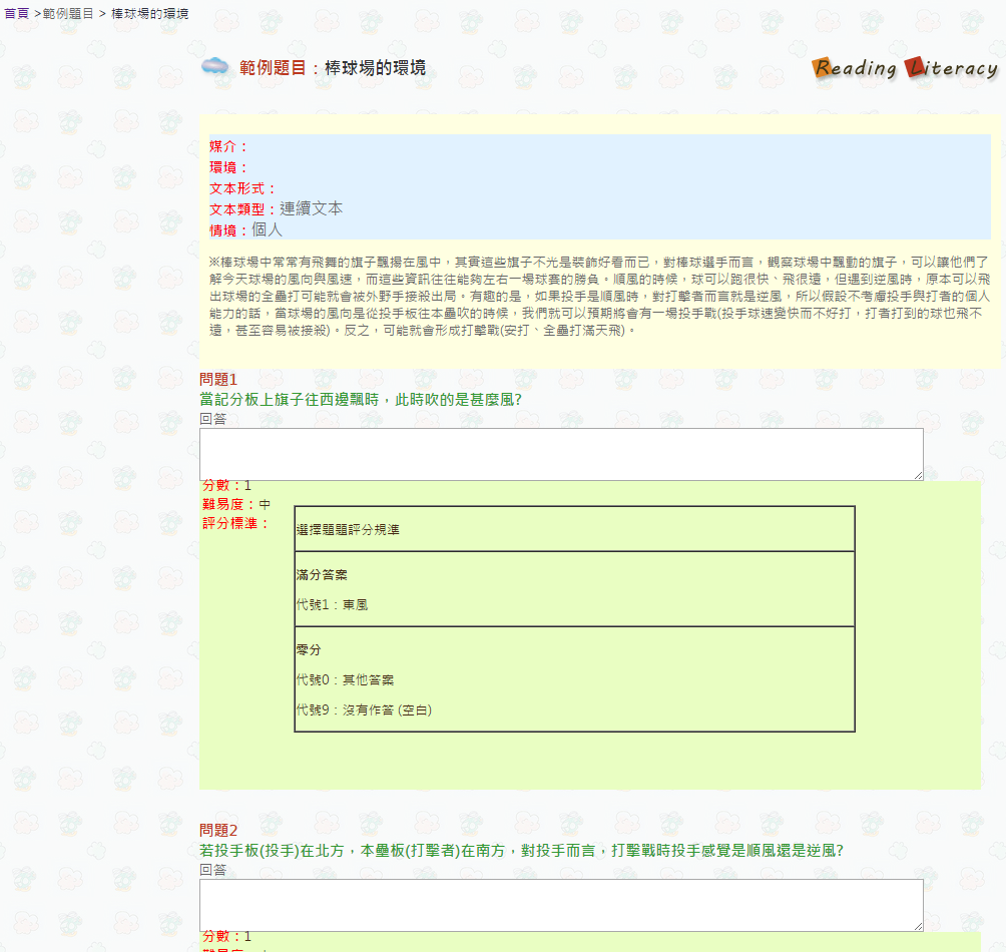 首頁 >範例題目 > 棒球場的環境
範例題目：棒球場的環境
Reading Literacy
媒介：
環境：
文本形式：
文本類型：連續文本
情境：個人
※棒球場中常常有飛舞的旗子飄揚在風中，其實這些旗子不光是裝飾好看而已，對棒球選手而言，觀察球場中飄動的旗子，可以讓他們了
解今天球場的風向與風速，而這些資訊往往能夠左右一場球賽的勝負。順風的時候，球可以跑很快、飛很遠，但遇到逆風時，原本可以飛
出球場的全壘打可能就會被外野手接殺出局。有趣的是，如果投手是順風時，對打擊者而言就是逆風，所以假設不考慮投手與打者的個人
能力的話，當球場的風向是從投手板往本壘吹的時候，我們就可以預期將會有一場投手戰(投手球速變快而不好打，打者打到的球也飛不
遠，甚至容易被接殺)。反之，可能就會形成打擊戰(安打、全壘打滿天飛)。
問題1
當記分板上旗子往西邊飄時，此時吹的是甚麼風?
回答
分數：1
難易度：中
評分標準：
選擇題題評分規準
滿分答案
代號1：東風
零分
代號0：其他答案
代號9：沒有作答 (空白)
問題2
若投手板(投手)在北方，本壘板(打擊者)在南方，對投手而言，打擊戰時投手感覺是順風還是逆風?
回答
分數：1